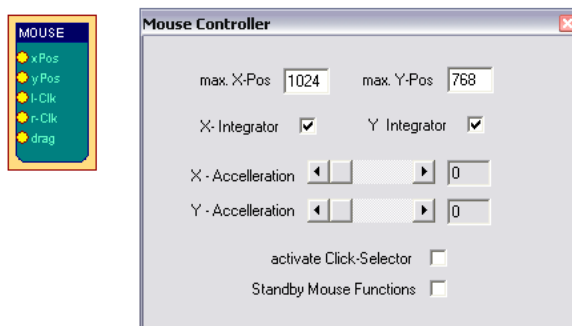 MOUSE
xPos
yPos
l-Clk
r-Clk
drag
Mouse Controller
max. X-Pos 1024 max. Y-Pos 768
X- Integrator Y Integrator
X - Accelleration 0
Y - Accelleration 0
activate Click-Selector
Standby Mouse Functions